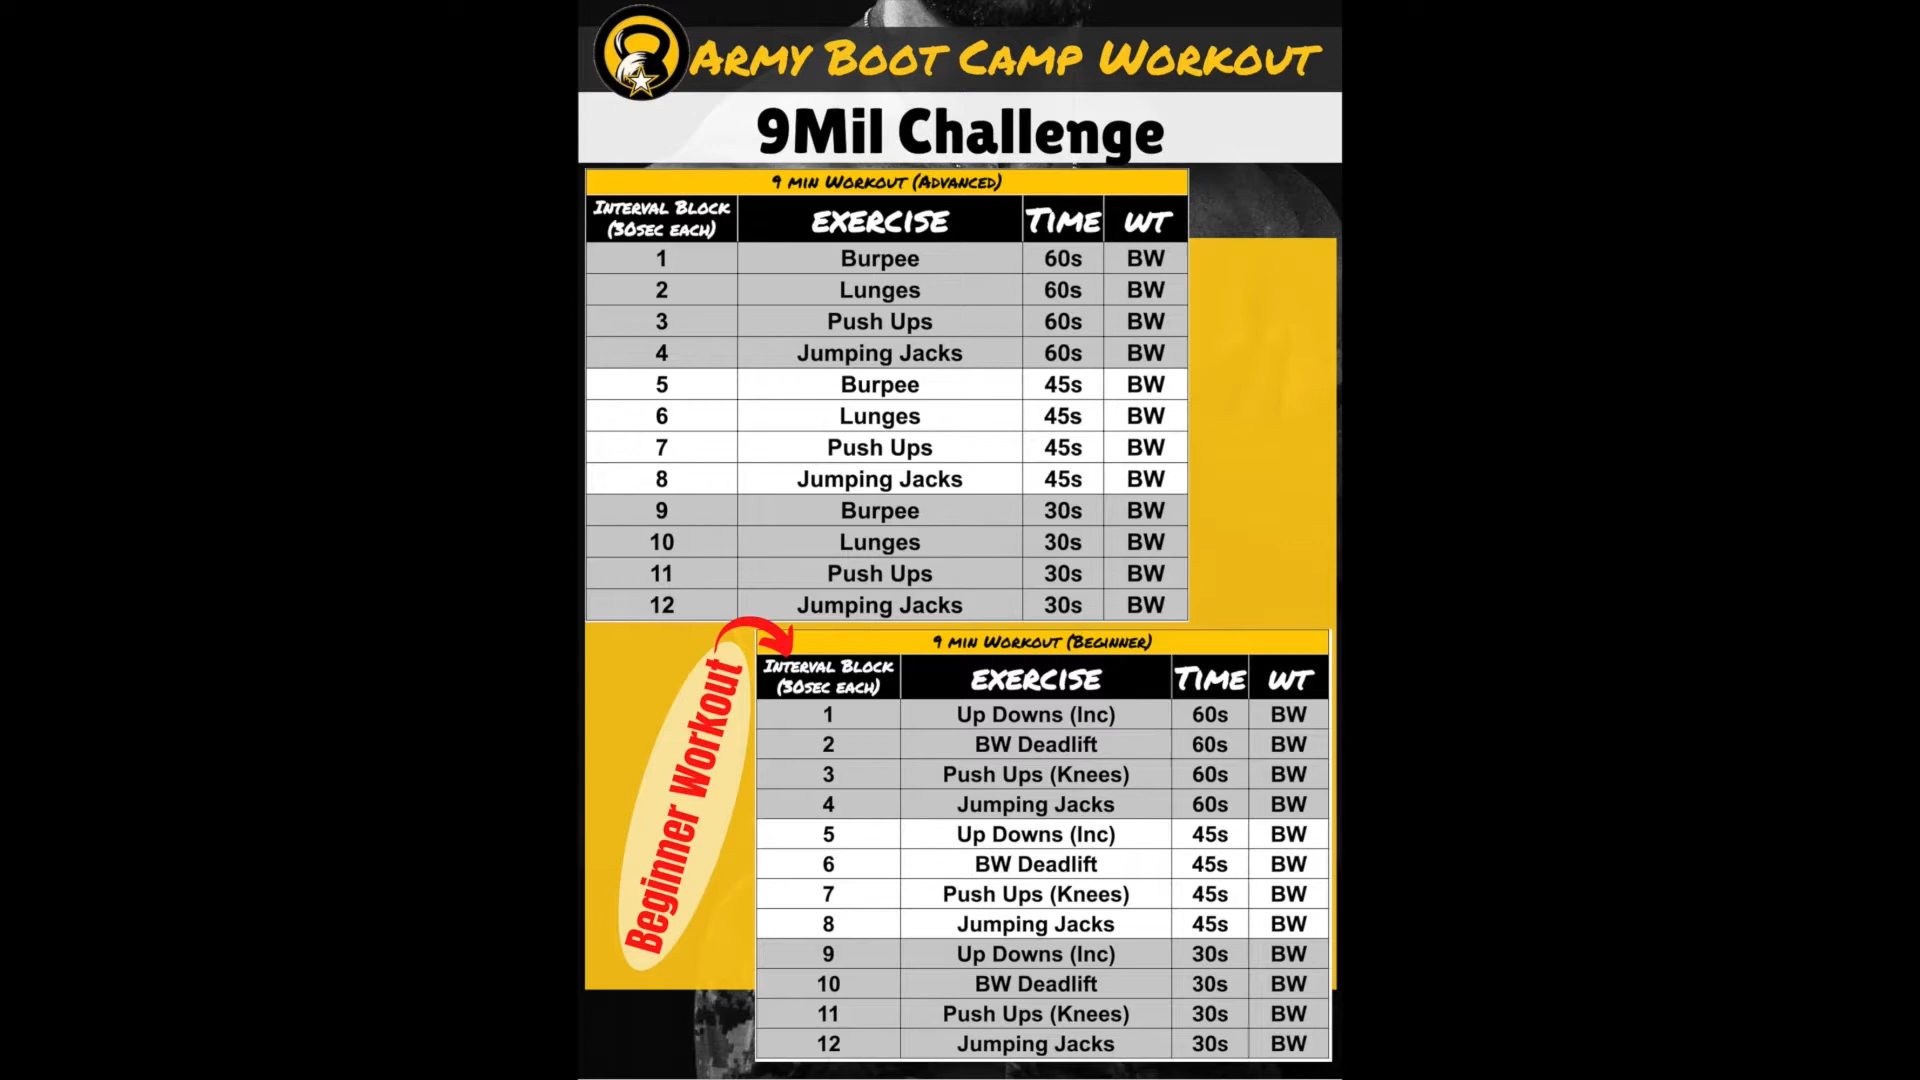 Army Boot Camp Workout
9Mil Challenge
9 min Workout (Advanced)
Interval Block (30sec each) EXERCISE Time WT
1 Burpee 60s BW
2 Lunges 60s BW
3 Push Ups 60s BW
4 Jumping Jacks 60s BW
5 Burpee 45s BW
6 Lunges 45s BW
7 Push Ups 45s BW
8 Jumping Jacks 45s BW
9 Burpee 30s BW
10 Lunges 30s BW
11 Push Ups 30s BW
12 Jumping Jacks 30s BW
Beginner Workout
9 min Workout (Beginner)
Interval Block (30sec each) EXERCISE Time WT
1 Up Downs (Inc) 60s BW
2 BW Deadlift 60s BW
3 Push Ups (Knees) 60s BW
4 Jumping Jacks 60s BW
5 Up Downs (Inc) 45s BW
6 BW Deadlift 45s BW
7 Push Ups (Knees) 45s BW
8 Jumping Jacks 45s BW
9 Up Downs (Inc) 30s BW
10 BW Deadlift 30s BW
11 Push Ups (Knees) 30s BW
12 Jumping Jacks 30s BW